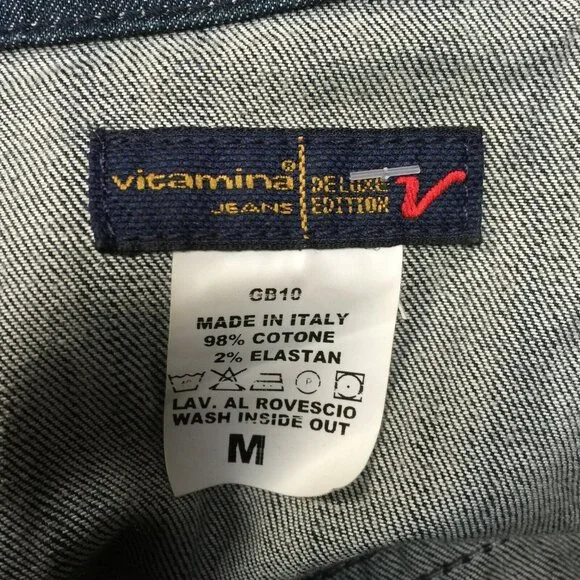 vitamina®
JEANS
DELUXE
EDITION
V
GB10
MADE IN ITALY
98% COTONE
2% ELASTAN
LAV. AL ROVESCIO
WASH INSIDE OUT
M